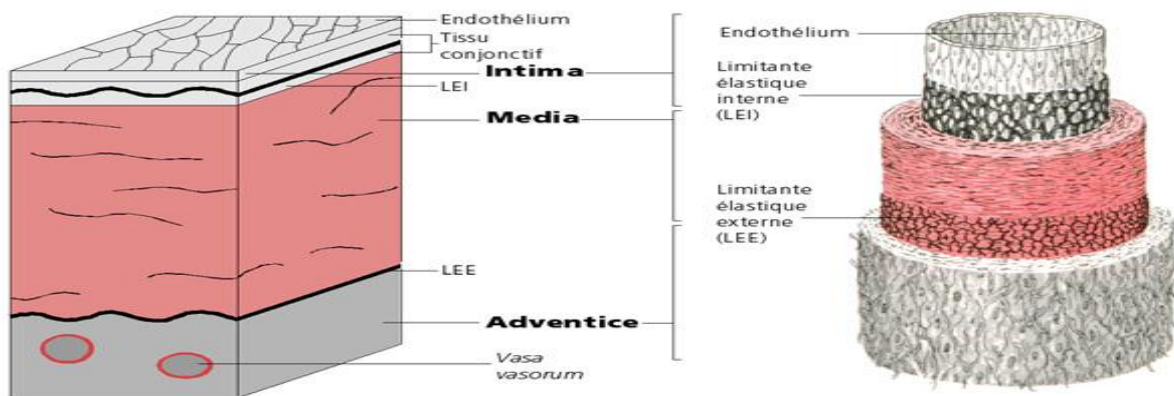 Endothélium
Tissu
conjonctif
Intima
LEI
Media
LEE
Adventice
Vasa
vasorum
Endothélium
Limitante
élastique
interne
(LEI)
Limitante
élastique
externe
(LEE)